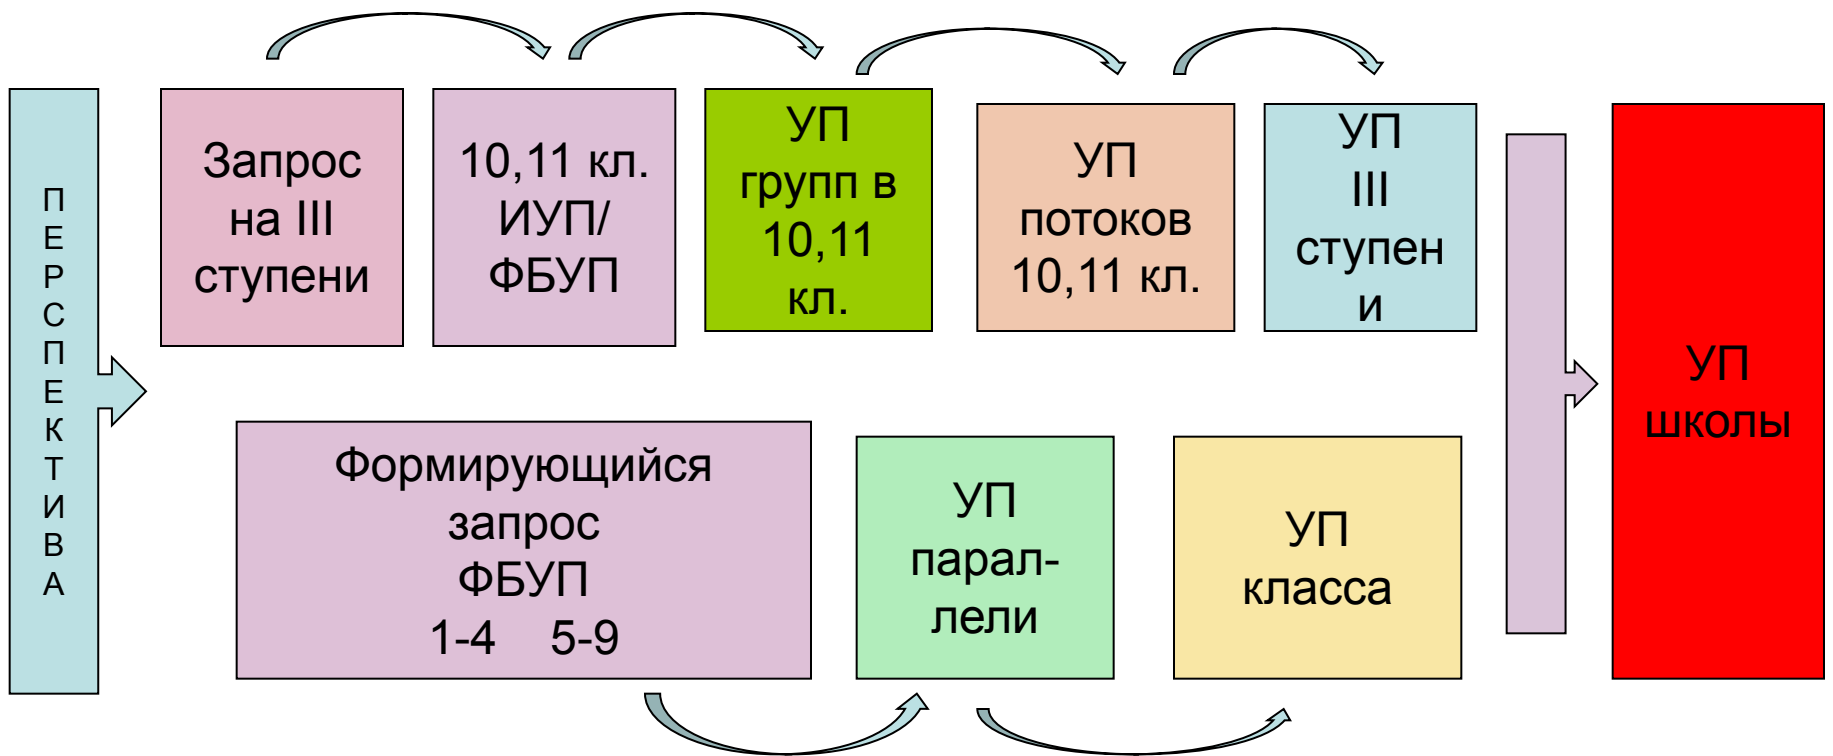 П
Е
Р
С
П
Е
К
Т
И
В
А
Запрос
на III
ступени
10,11 кл.
ИУП/
ФБУП
УП
групп в
10,11
кл.
УП
потоков
10,11 кл.
УП
III
ступен
и
Формирующийся
запрос
ФБУП
1-4 5-9
УП
парал-
лели
УП
класса
УП
школы